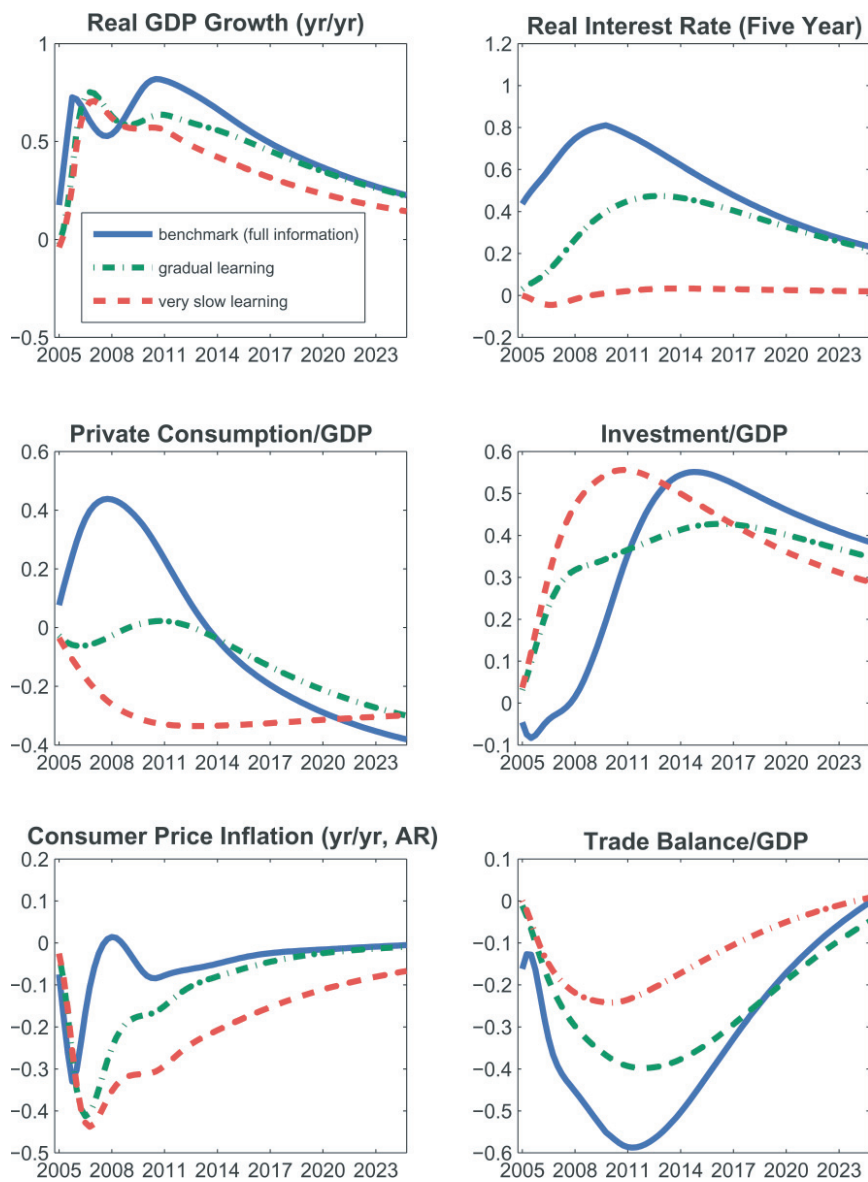 Real GDP Growth (yr/yr)
1
0.5
0
−0.5
benchmark (full information)
gradual learning
very slow learning
2005 2008 2011 2014 2017 2020 2023
Real Interest Rate (Five Year)
1.2
1
0.8
0.6
0.4
0.2
0
−0.2
2005 2008 2011 2014 2017 2020 2023
Private Consumption/GDP
0.6
0.4
0.2
0
−0.2
−0.4
2005 2008 2011 2014 2017 2020 2023
Investment/GDP
0.6
0.5
0.4
0.3
0.2
0.1
0
−0.1
2005 2008 2011 2014 2017 2020 2023
Consumer Price Inflation (yr/yr, AR)
0.2
0.1
0
−0.1
−0.2
−0.3
−0.4
−0.5
2005 2008 2011 2014 2017 2020 2023
Trade Balance/GDP
0.1
0
−0.1
−0.2
−0.3
−0.4
−0.5
−0.6
2005 2008 2011 2014 2017 2020 2023